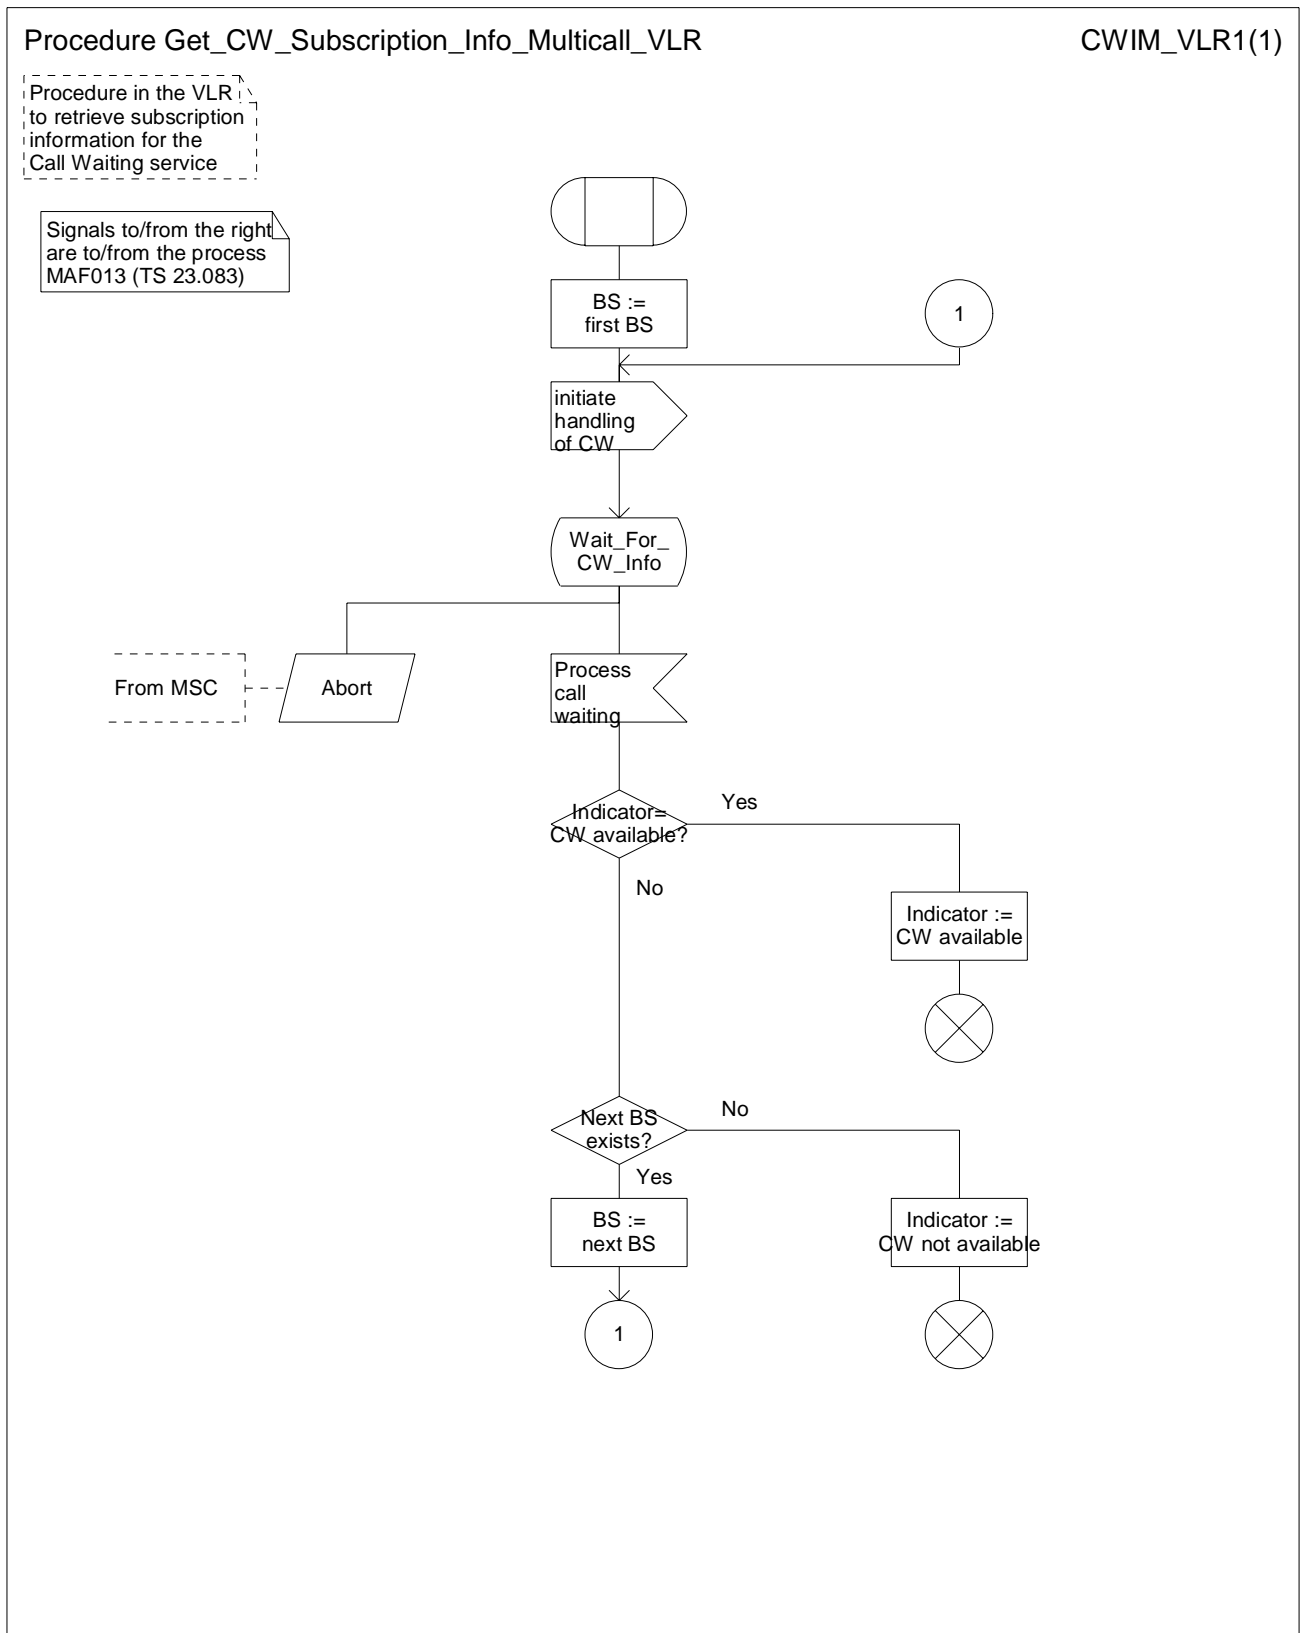 Procedure Get_CW_Subscription_Info_Multicall_VLR
CWIM_VLR1(1)
Procedure in the VLR
to retrieve subscription
information for the
Call Waiting service
Signals to/from the right
are to/from the process
MAF013 (TS 23.083)
BS :=
first BS
1
initiate
handling
of CW
Wait_For_
CW_Info
From MSC
Abort
Process
call
waiting
Indicator=
CW available?
Yes
No
Indicator :=
CW available
Next BS
exists?
No
Yes
BS :=
next BS
Indicator :=
CW not available
1